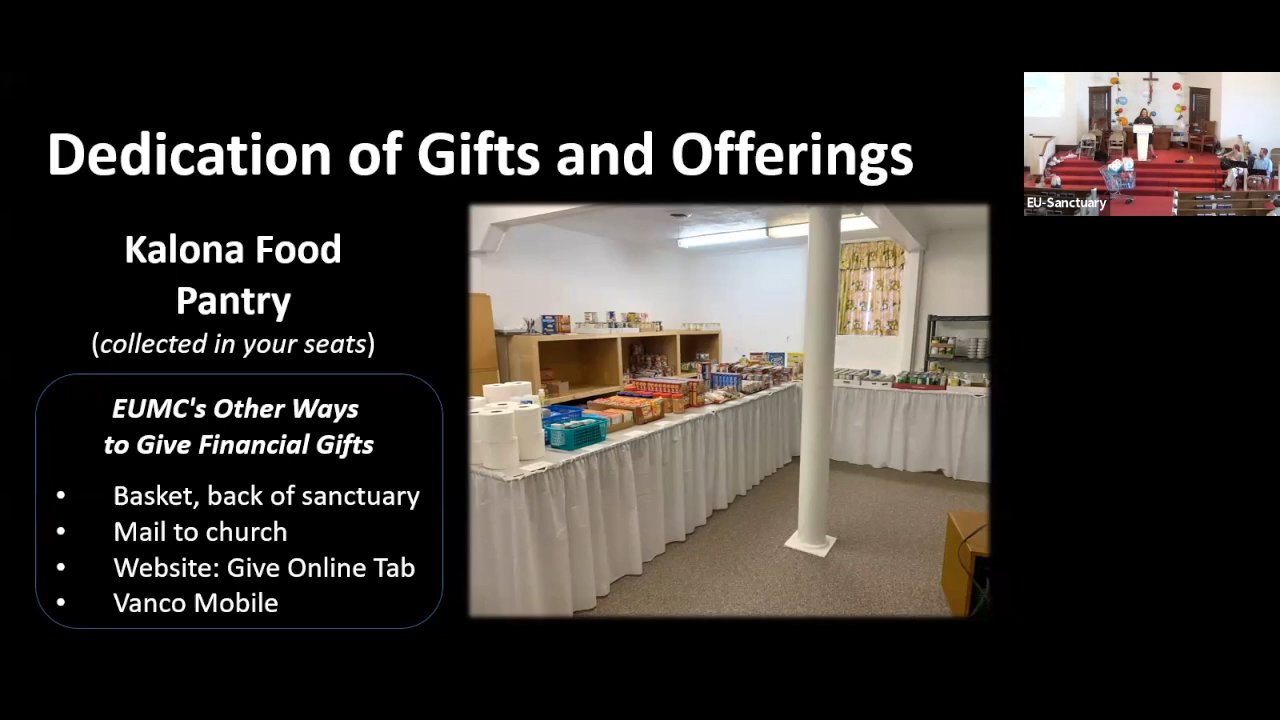 Dedication of Gifts and Offerings
Kalona Food
Pantry
(collected in your seats)
EUMC's Other Ways
to Give Financial Gifts
• Basket, back of sanctuary
• Mail to church
• Website: Give Online Tab
• Vanco Mobile
EU-Sanctuary